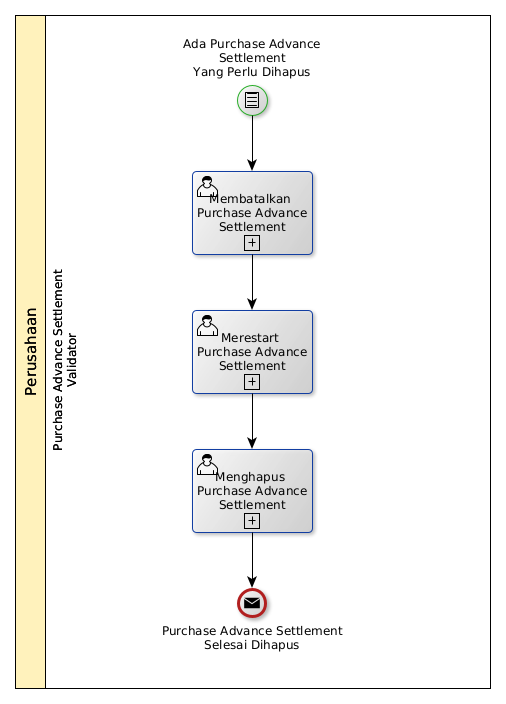 Ada Purchase Advance
Settlement
Yang Perlu Dihapus
Membatalkan
Purchase Advance
Settlement
Merestart
Purchase Advance
Settlement
Menghapus
Purchase Advance
Settlement
Purchase Advance Settlement
Selesai Dihapus
Perusahaan
Purchase Advance Settlement
Validator